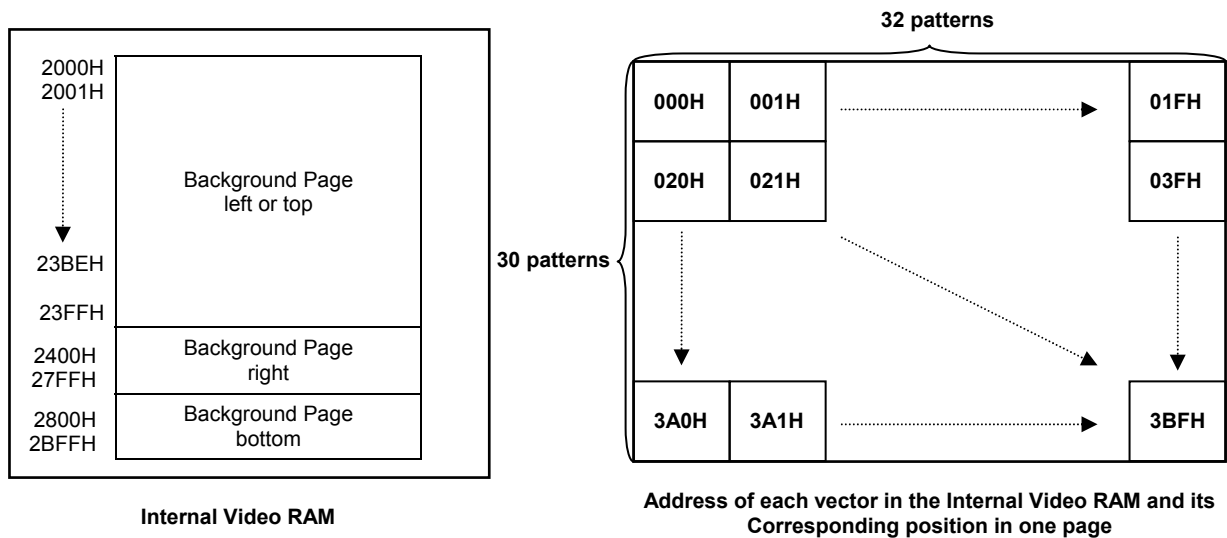 2000H
2001H
Background Page
left or top
23BEH
23FFH
Background Page
right
2400H
27FFH
Background Page
bottom
2800H
2BFFH
Internal Video RAM
32 patterns
000H 001H 01FH
020H 021H 03FH
30 patterns
3A0H 3A1H 3BFH
Address of each vector in the Internal Video RAM and its
Corresponding position in one page